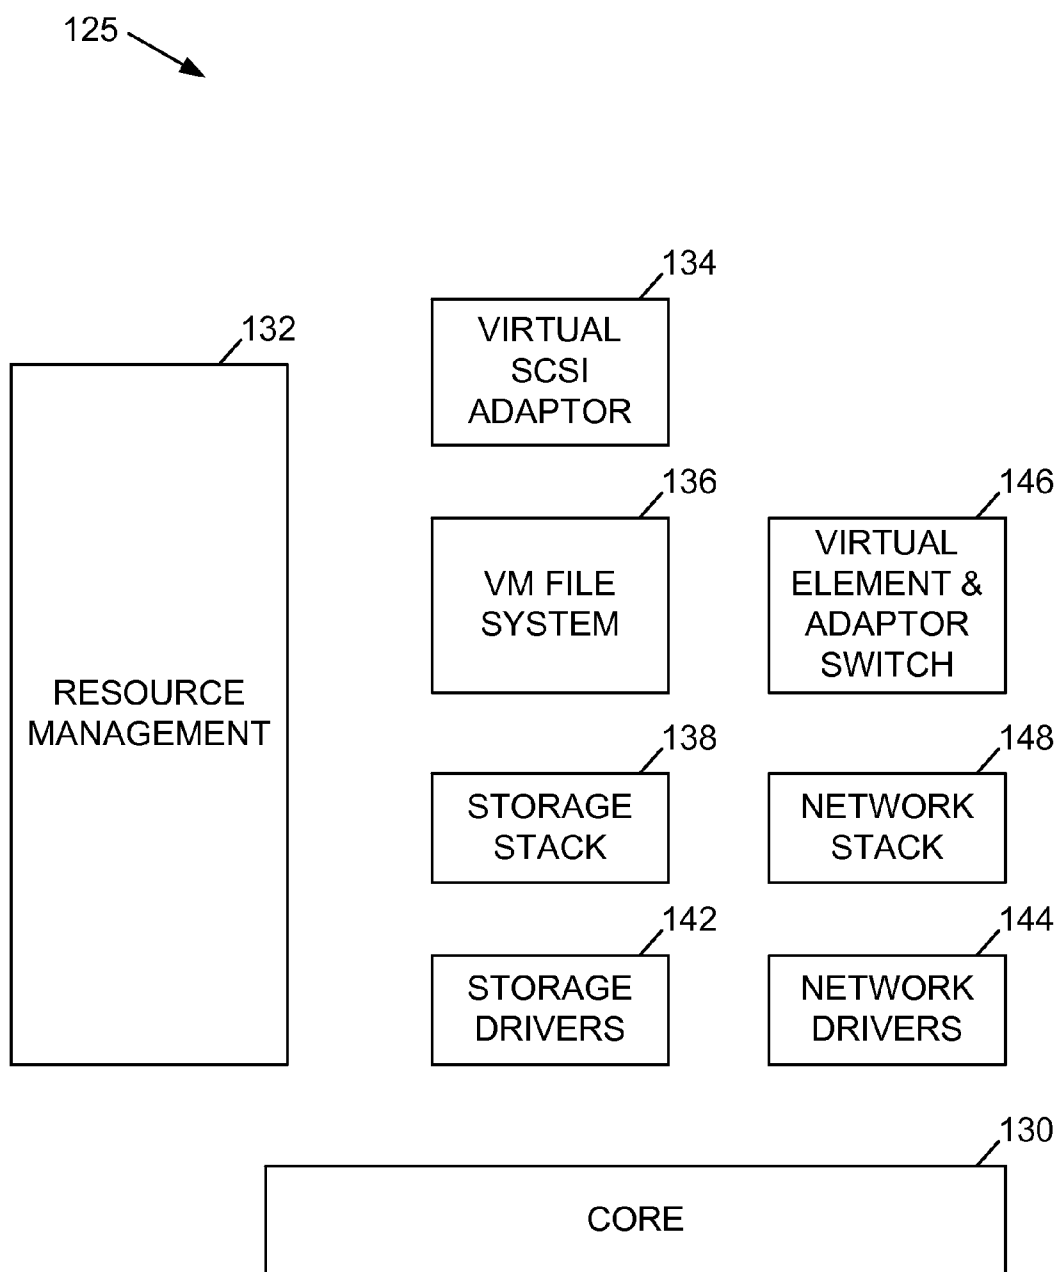 125
134
VIRTUAL
SCSI
ADAPTOR
132
RESOURCE
MANAGEMENT
136
VM FILE
SYSTEM
146
VIRTUAL
ELEMENT &
ADAPTOR
SWITCH
138
STORAGE
STACK
148
NETWORK
STACK
142
STORAGE
DRIVERS
144
NETWORK
DRIVERS
130
CORE